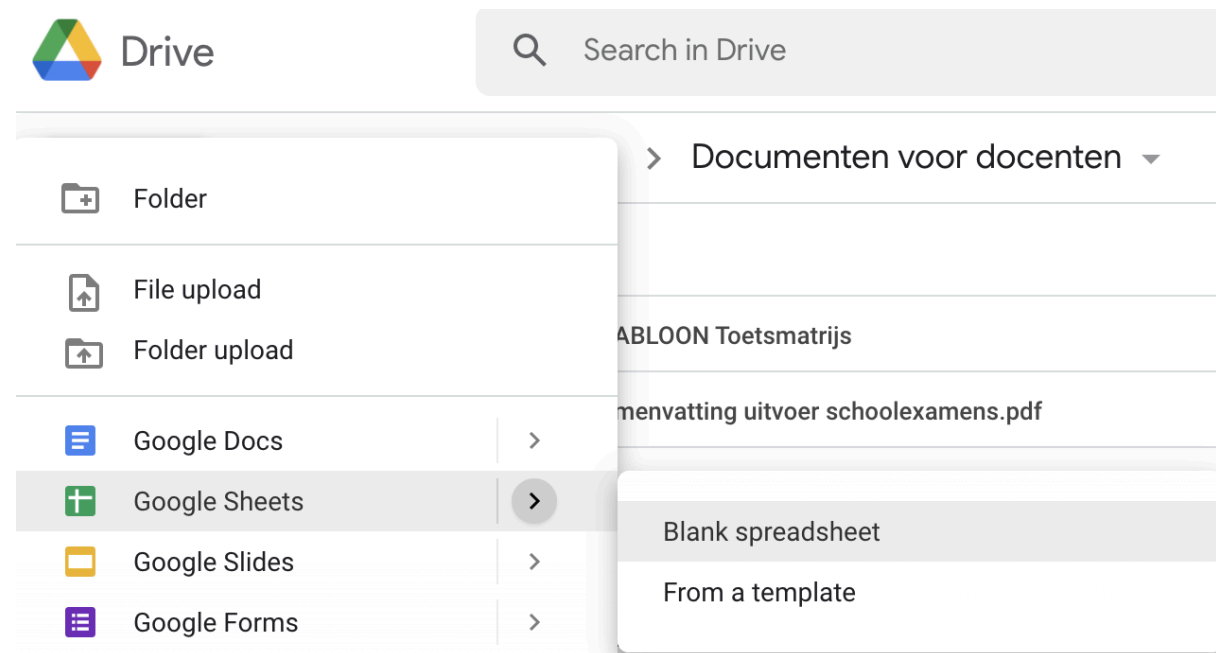 Drive
Search in Drive
Documenten voor docenten
Folder
File upload
ABLOON Toetsmatrijs
Folder upload
menvatting uitvoer schoolexamens.pdf
Google Docs
Google Sheets
Blank spreadsheet
Google Slides
From a template
Google Forms